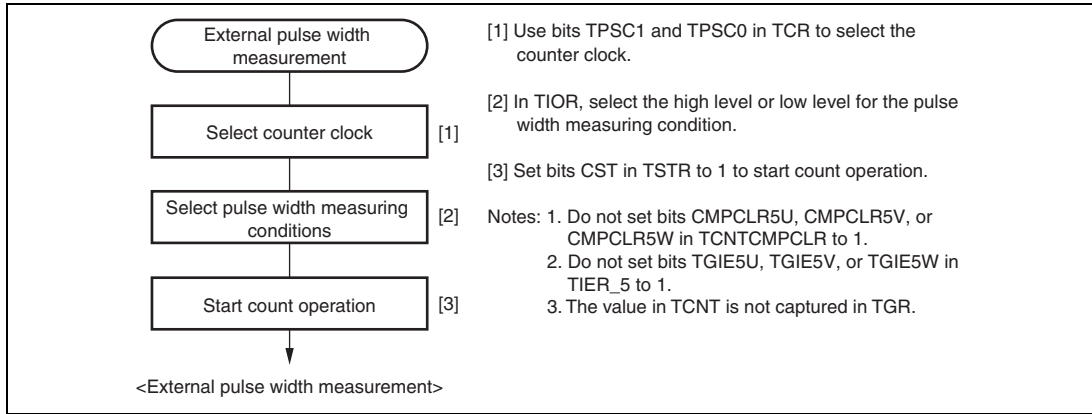 External pulse width
measurement
Select counter clock
[1]
Select pulse width measuring
conditions
[2]
Start count operation
[3]
<External pulse width measurement>
[1] Use bits TPSC1 and TPSC0 in TCR to select the
counter clock.
[2] In TIOR, select the high level or low level for the pulse
width measuring condition.
[3] Set bits CST in TSTR to 1 to start count operation.
Notes: 1. Do not set bits CMPCLR5U, CMPCLR5V, or
CMPCLR5W in TCNTCMPCLR to 1.
2. Do not set bits TGIE5U, TGIE5V, or TGIE5W in
TIER_5 to 1.
3. The value in TCNT is not captured in TGR.